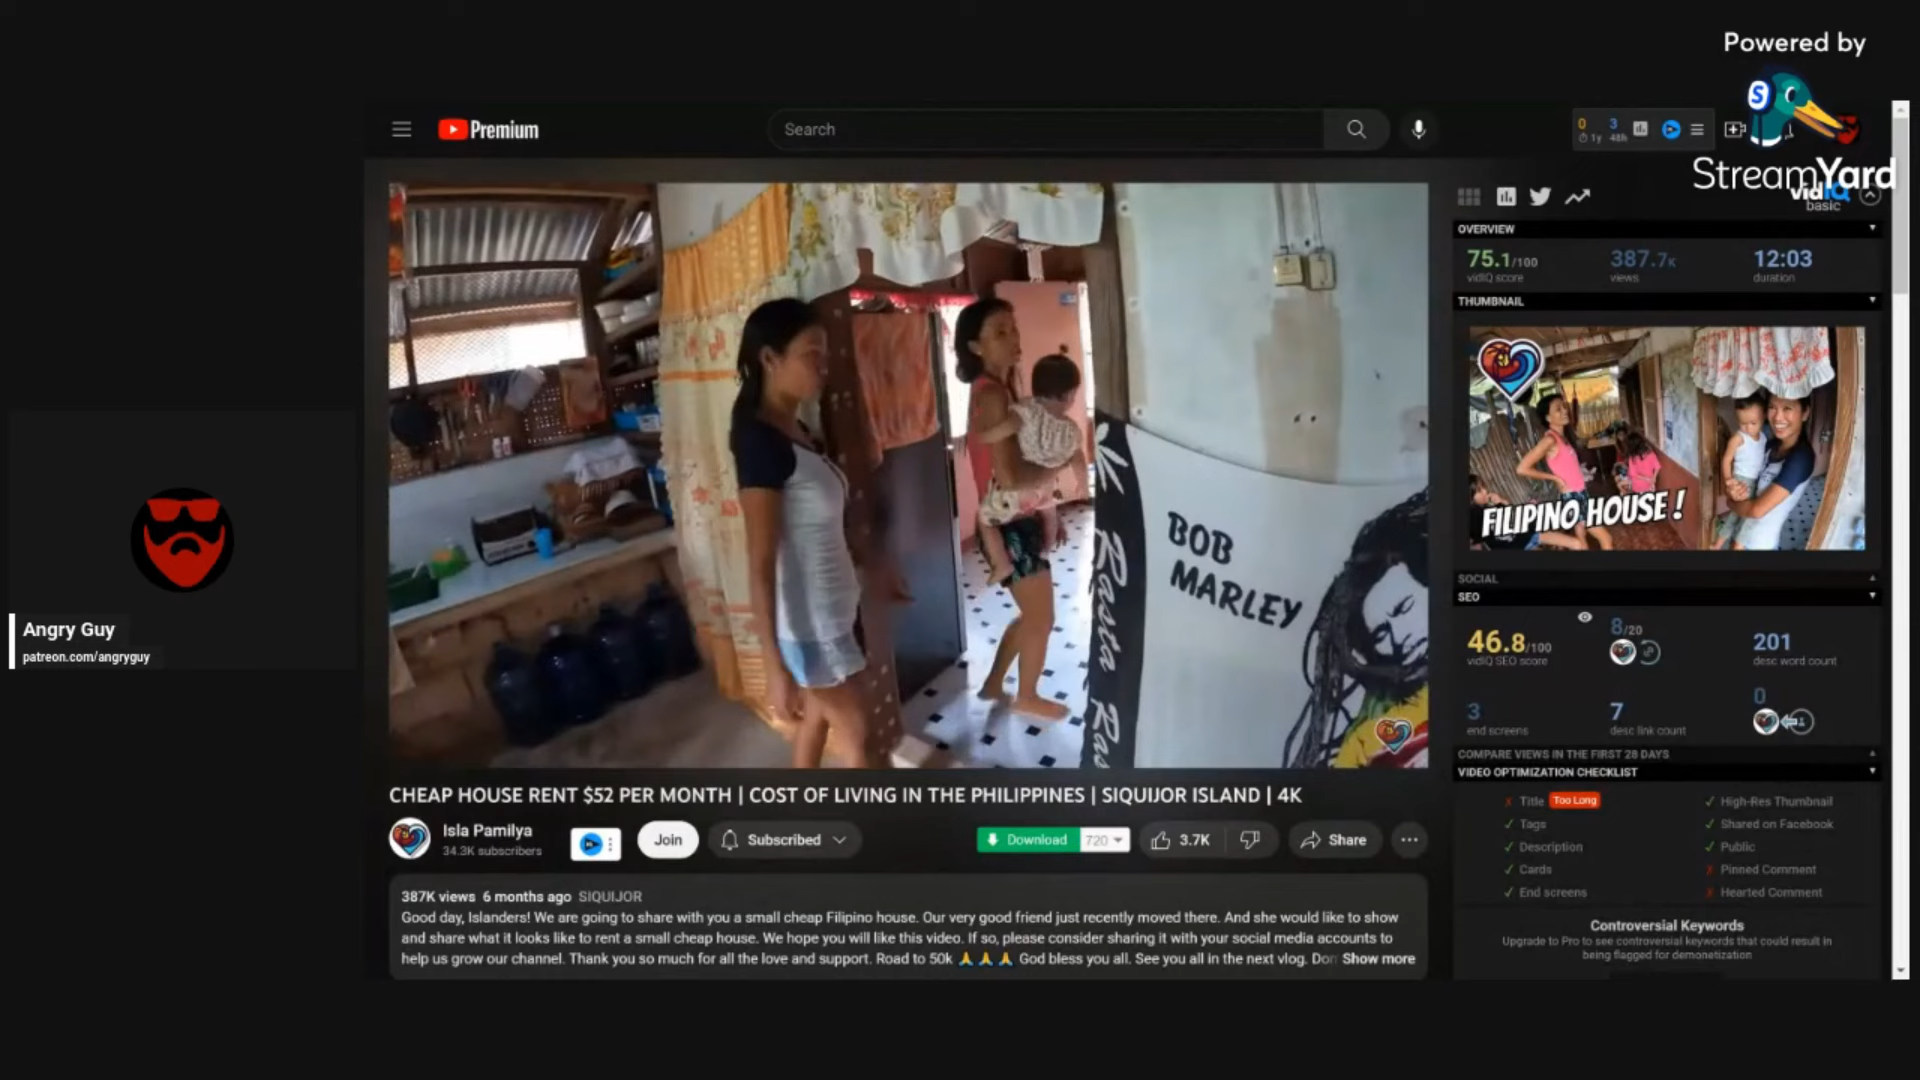 Powered by
StreamYard
Premium
Search
0
3
1y
48h
vidIQ
basic
BOB
MARLEY
Rasta
OVERVIEW
75.1/100
387.7K
12:03
vidIQ score
views
duration
THUMBNAIL
FILIPINO HOUSE !
SOCIAL
SEO
46.8/100
8/20
201
vidIQ SEO score
desc word count
3
7
0
end screens
desc link count
COMPARE VIEWS IN THE FIRST 28 DAYS
VIDEO OPTIMIZATION CHECKLIST
Title Too Long
High-Res Thumbnail
Tags
Shared on Facebook
Description
Public
Cards
Pinned Comment
End screens
Hearted Comment
Controversial Keywords
Upgrade to Pro to see controversial keywords that could result in
being flagged for demonetization
Angry Guy
patreon.com/angryguy
CHEAP HOUSE RENT $52 PER MONTH | COST OF LIVING IN THE PHILIPPINES | SIQUIJOR ISLAND | 4K
Isla Pamilya
34.3K subscribers
Join
Subscribed
Download
720
3.7K
Share
387K views 6 months ago SIQUIJOR
Good day, Islanders! We are going to share with you a small cheap Filipino house. Our very good friend just recently moved there. And she would like to show
and share what it looks like to rent a small cheap house. We hope you will like this video. If so, please consider sharing it with your social media accounts to
help us grow our channel. Thank you so much for all the love and support. Road to 50k 🙏 🙏 🙏 God bless you all. See you all in the next vlog. Don Show more